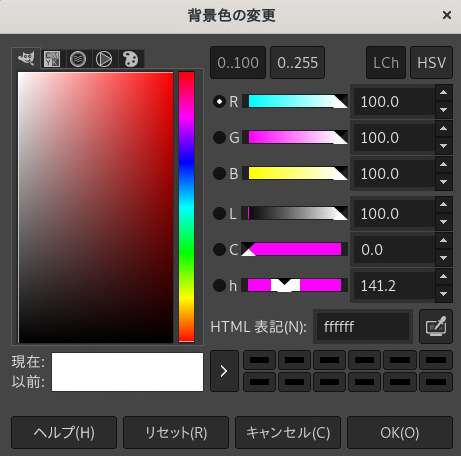 背景色の変更
0..100
0..255
LCh
HSV
R 100.0
G 100.0
B 100.0
L 100.0
C 0.0
h 141.2
HTML 表記(N): ffffff
現在:
以前:
ヘルプ(H)
リセット(R)
キャンセル(C)
OK(O)